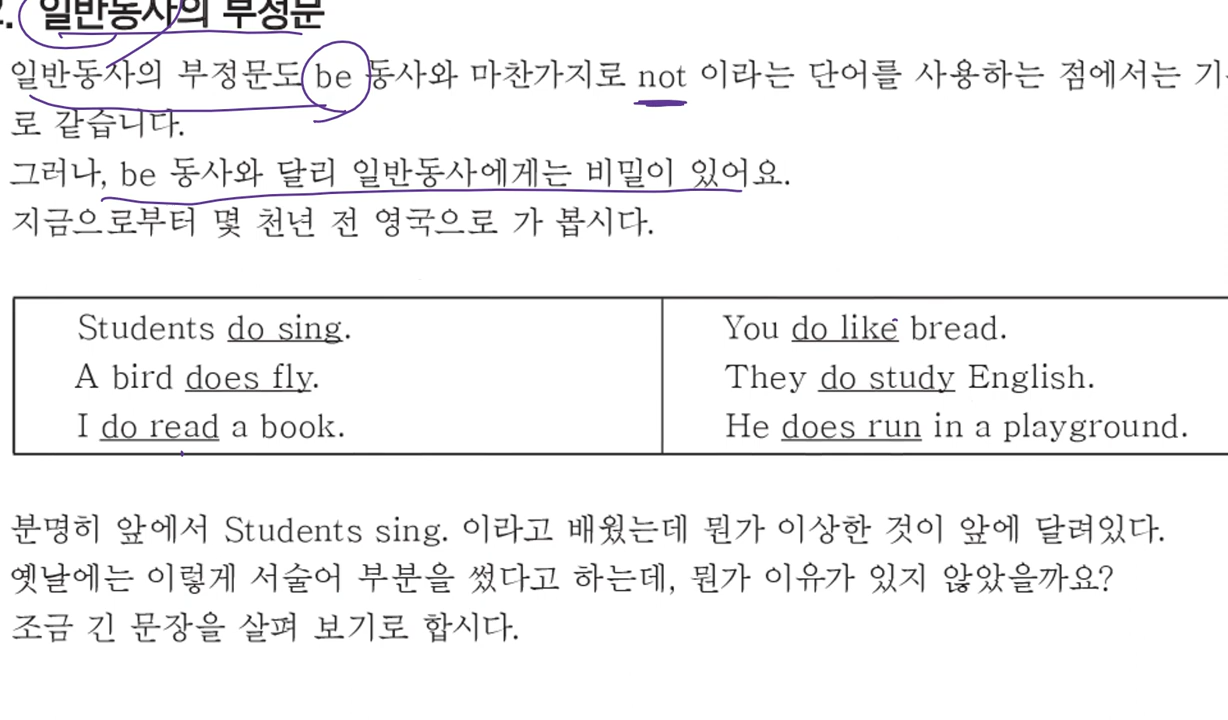 2. 일반동사의 부정문
일반동사의 부정문도 be 동사와 마찬가지로 not 이라는 단어를 사용하는 점에서는
로 같습니다.
그러나, be 동사와 달리 일반동사에게는 비밀이 있어요.
지금으로부터 몇 천년 전 영국으로 가 봅시다.
Students do sing.
A bird does fly.
I do read a book.
You do like bread.
They do study English.
He does run in a playground.
분명히 앞에서 Students sing. 이라고 배웠는데 뭔가 이상한 것이 앞에 달려있다.
옛날에는 이렇게 서술어 부분을 썼다고 하는데, 뭔가 이유가 있지 않았을까요?
조금 긴 문장을 살펴 보기로 합시다.